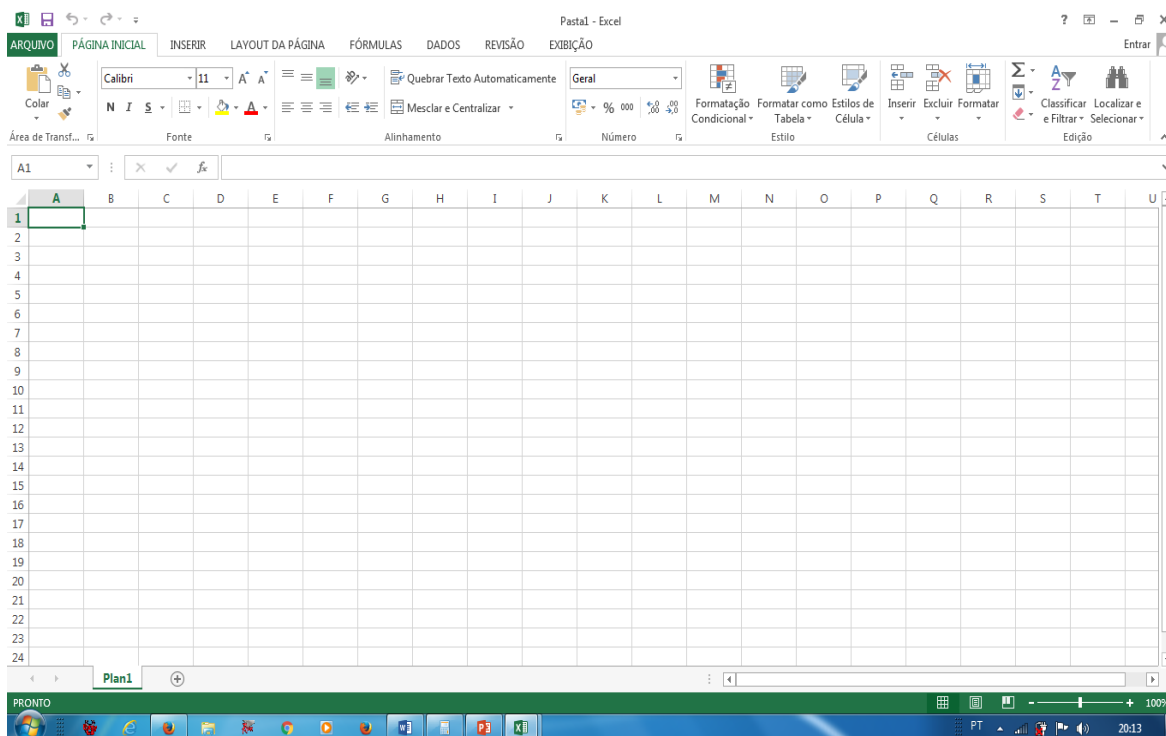 Pasta1 - Excel
ARQUIVO PÁGINA INICIAL INSERIR LAYOUT DA PÁGINA FÓRMULAS DADOS REVISÃO EXIBIÇÃO Entrar
Colar
Calibri 11
Quebrar Texto Automaticamente
Geral
N I S
Mesclar e Centralizar
% 000
Formatação Condicional
Formatar como Tabela
Estilos de Célula
Inserir Excluir Formatar
Classificar e Filtrar
Localizar e Selecionar
Área de Transf... Fonte Alinhamento Número Estilo Células Edição
A1 fx
A B C D E F G H I J K L M N O P Q R S T U
1
2
3
4
5
6
7
8
9
10
11
12
13
14
15
16
17
18
19
20
21
22
23
24
Plan1
PRONTO 100%
PT 20:13